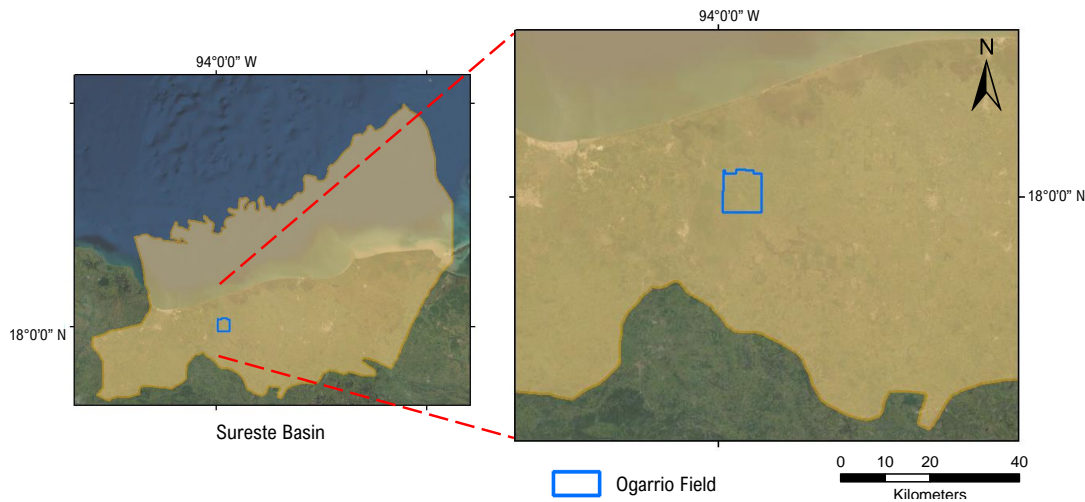 94°0'0" W
94°0'0" W
N
18°0'0" N
18°0'0" N
Sureste Basin
Ogarrio Field
0 10 20 40
Kilometers